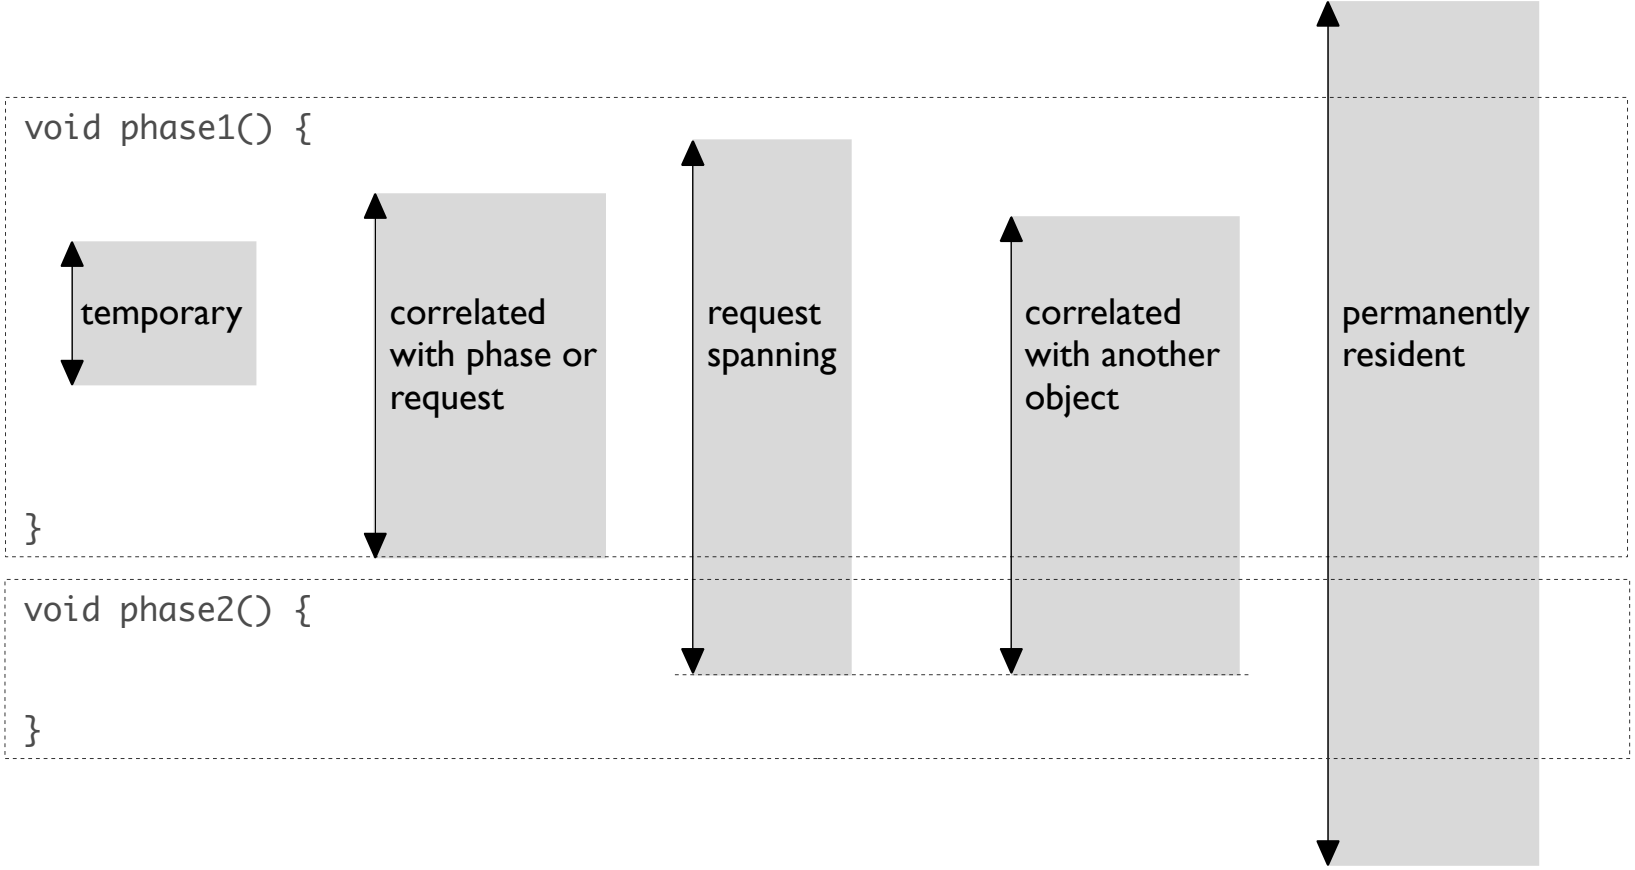 void phase1() {
temporary
correlated
with phase or
request
request
spanning
correlated
with another
object
permanently
resident
}
void phase2() {
}